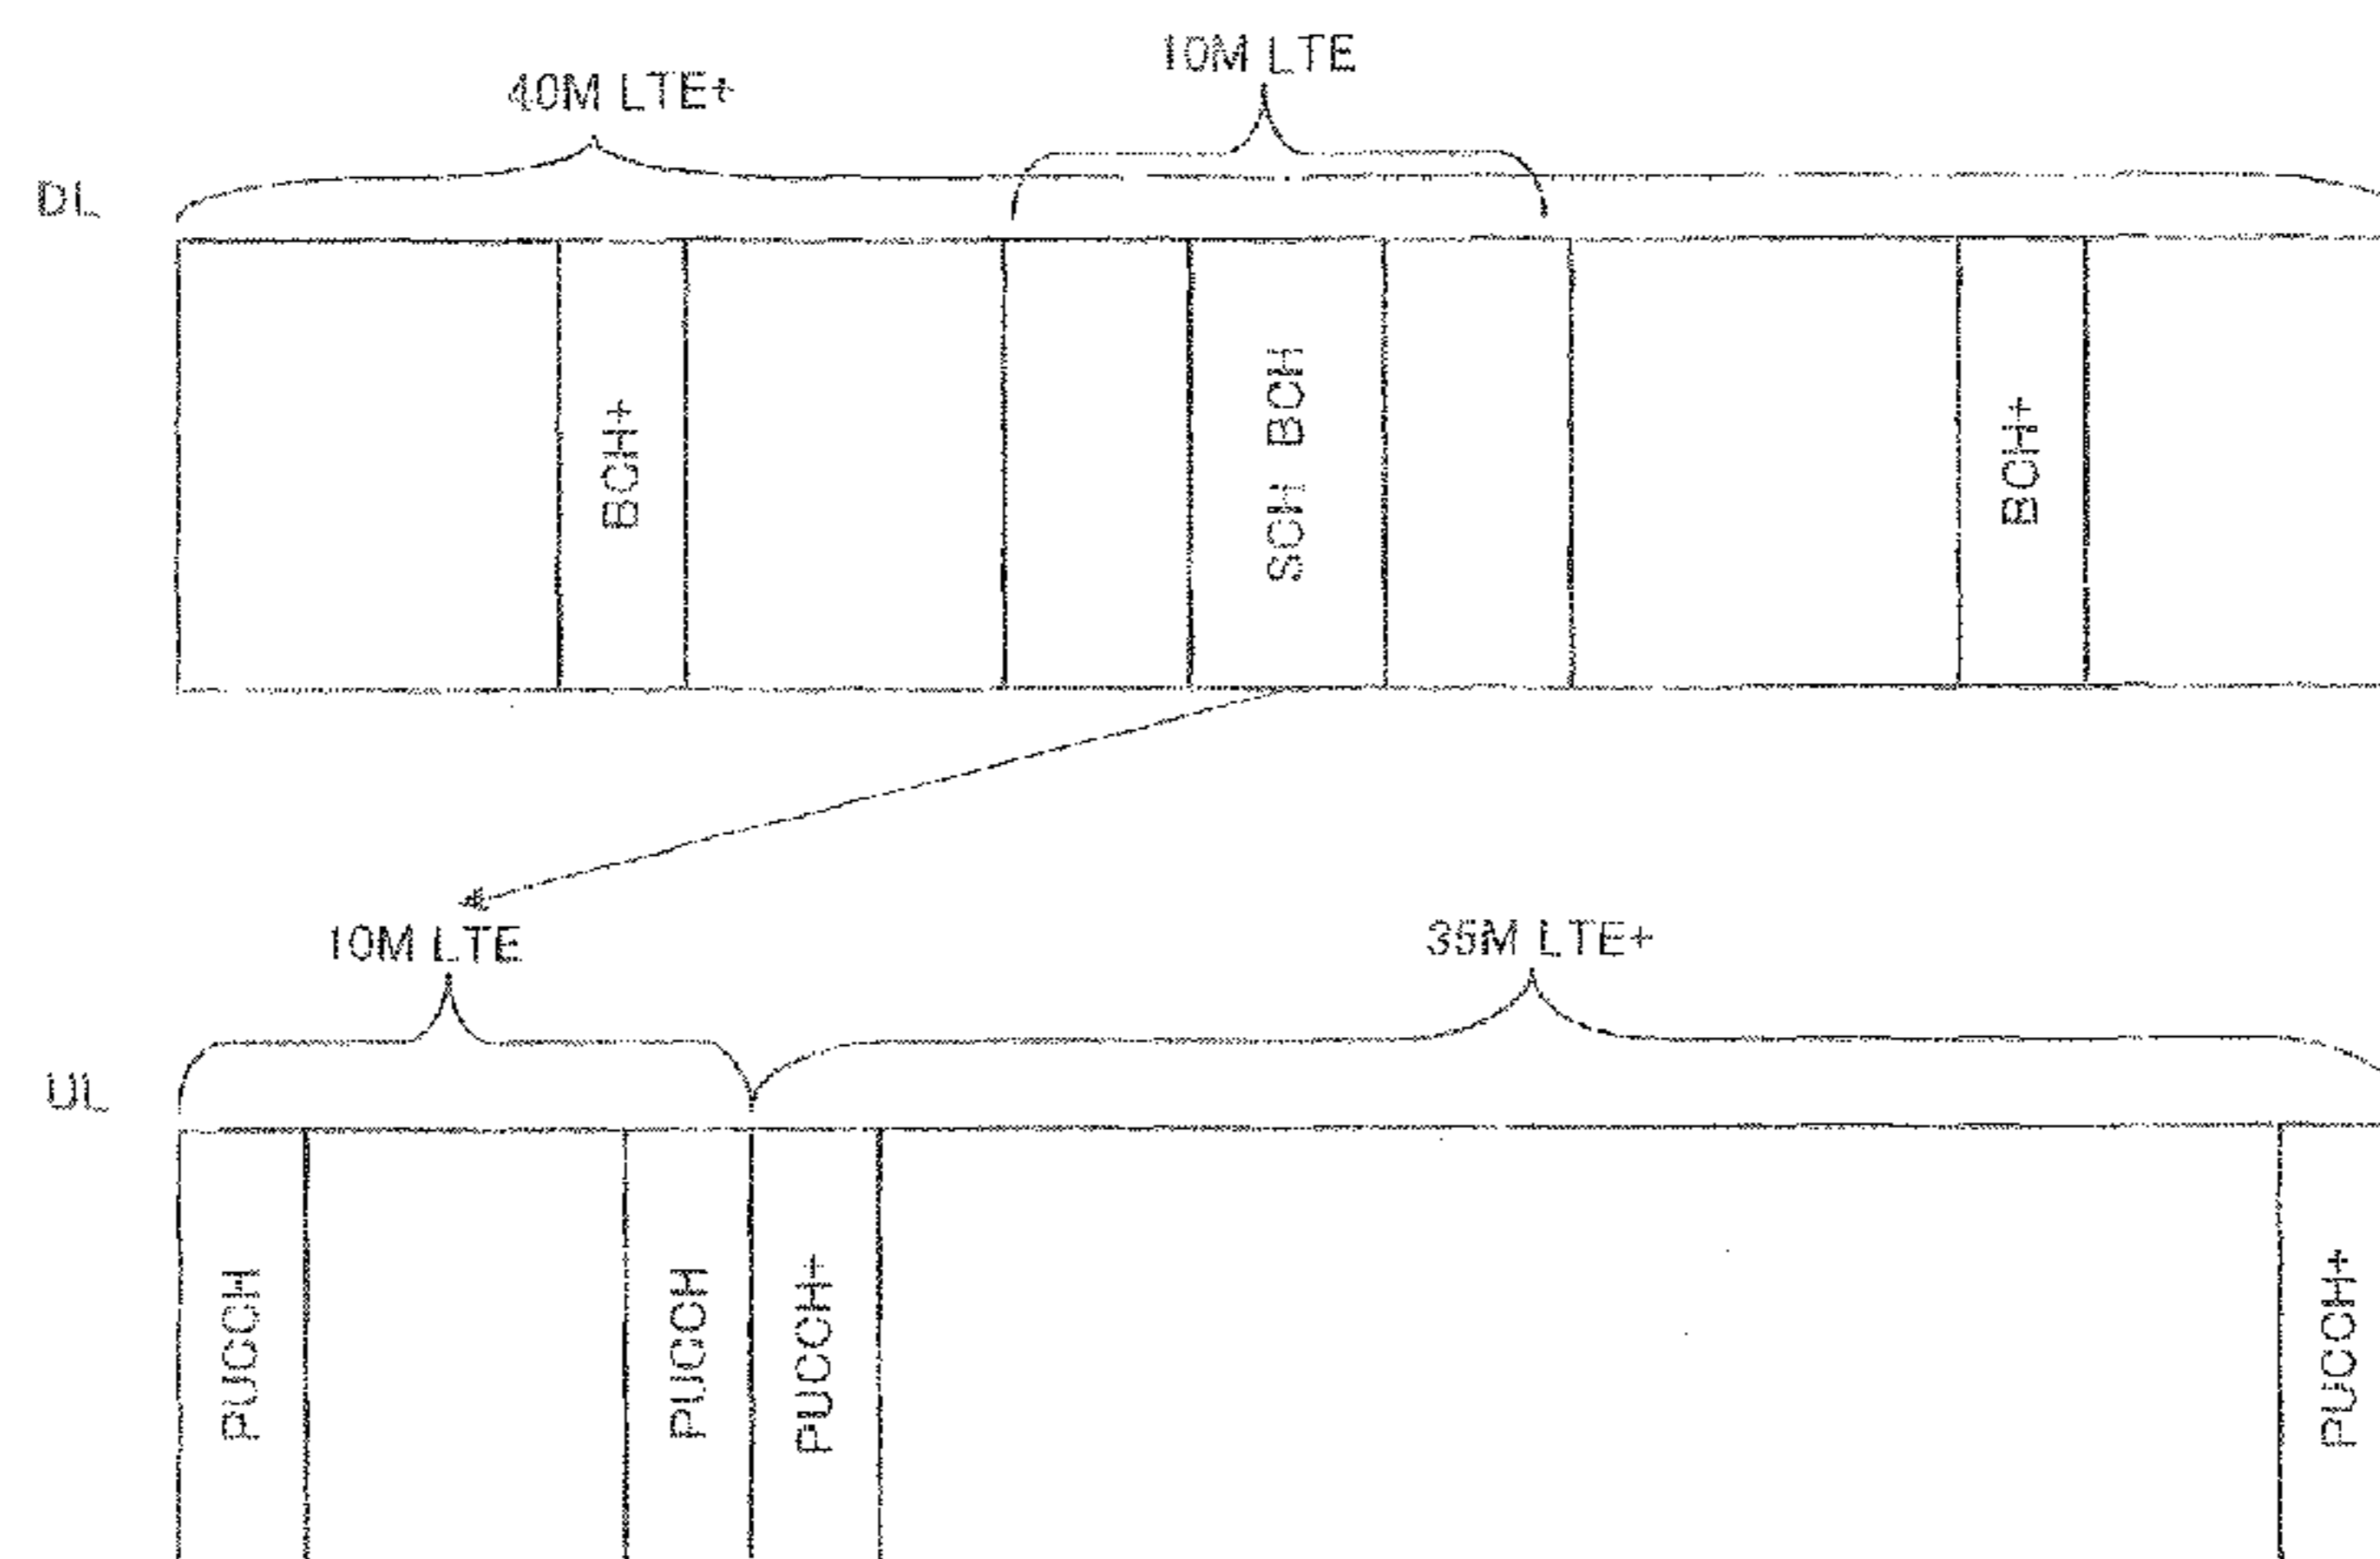 10M LTE
40M LTE+
DL
BCH+
SCH BCH
BCH+
10M LTE
35M LTE+
UL
PUCCH
PUCCH
PUCCH+
PUCCH+